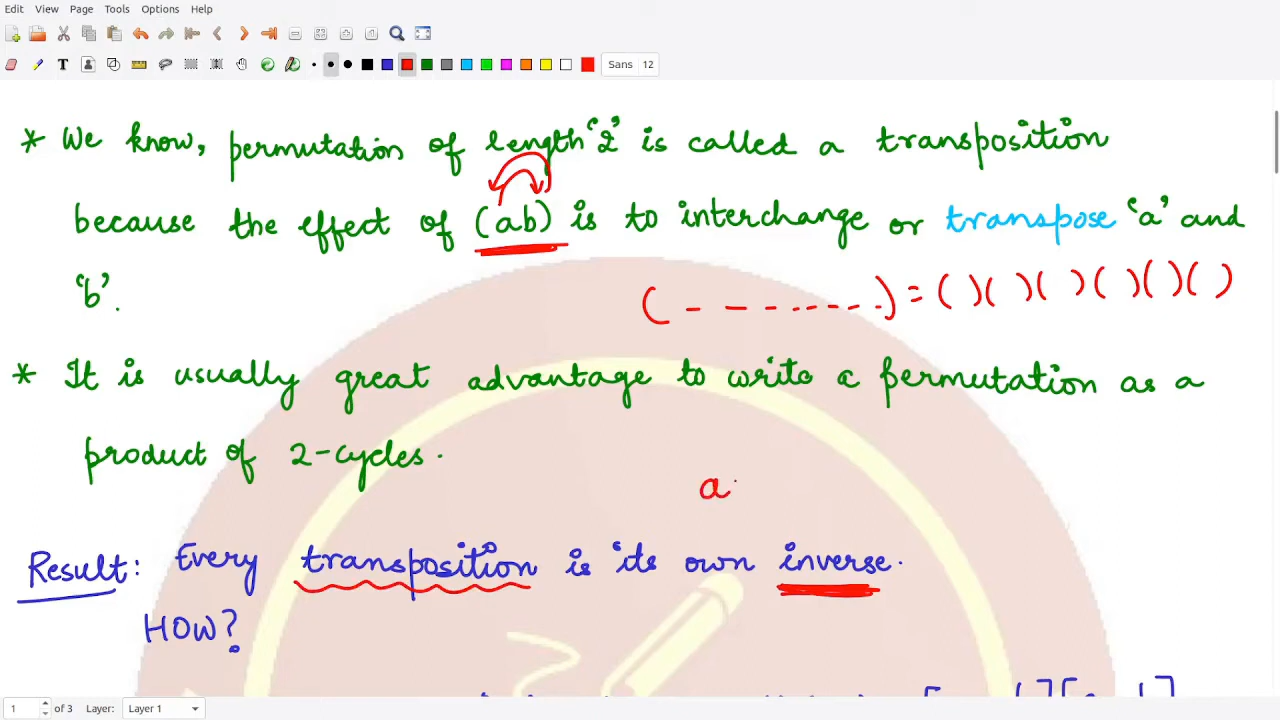 Edit View Page Tools Options Help
Sans 12
* We know, permutation of length '2' is called a transposition
because the effect of (ab) is to interchange or transpose 'a' and
'b'.
( - - - - - - - - ) = ( )( )( )( )( )( )
* It is usually great advantage to write a permutation as a
product of 2-cycles.
a
Result: Every transposition is its own inverse.
HOW?
1 of 3 Layer: Layer 1